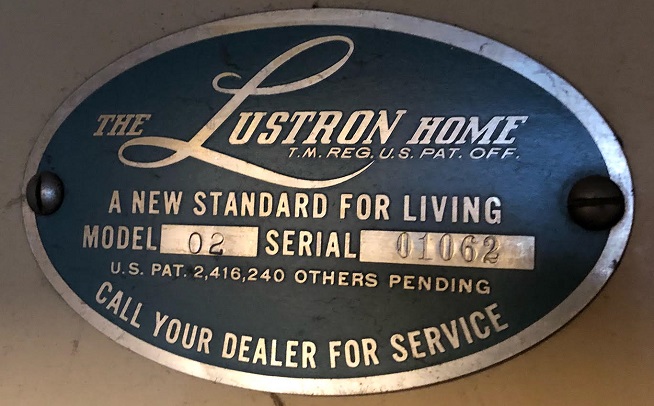 THE LUSTRON HOME
T.M. REG. U.S. PAT. OFF.
A NEW STANDARD FOR LIVING
MODEL 02 SERIAL 01062
U.S. PAT. 2,416,240 OTHERS PENDING
CALL YOUR DEALER FOR SERVICE